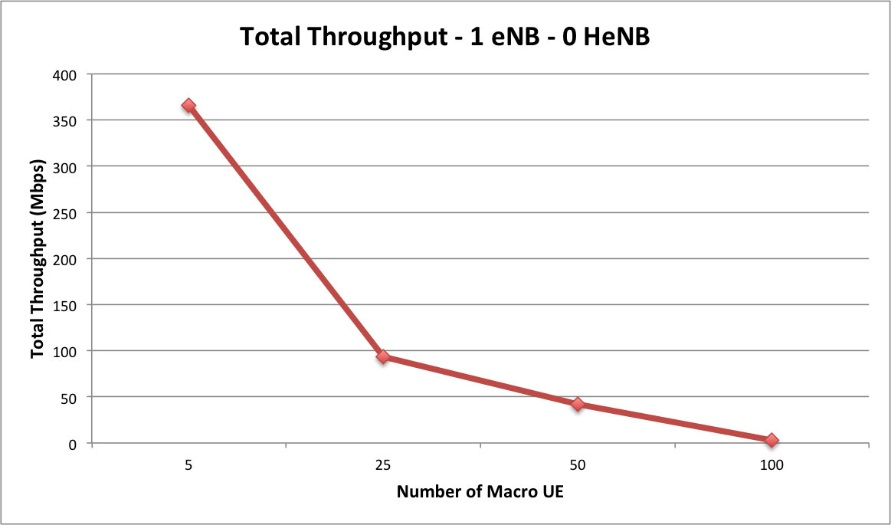 Total Throughput - 1 eNB - 0 HeNB
Total Throughput (Mbps)
400
350
300
250
200
150
100
50
0
5 25 50 100
Number of Macro UE